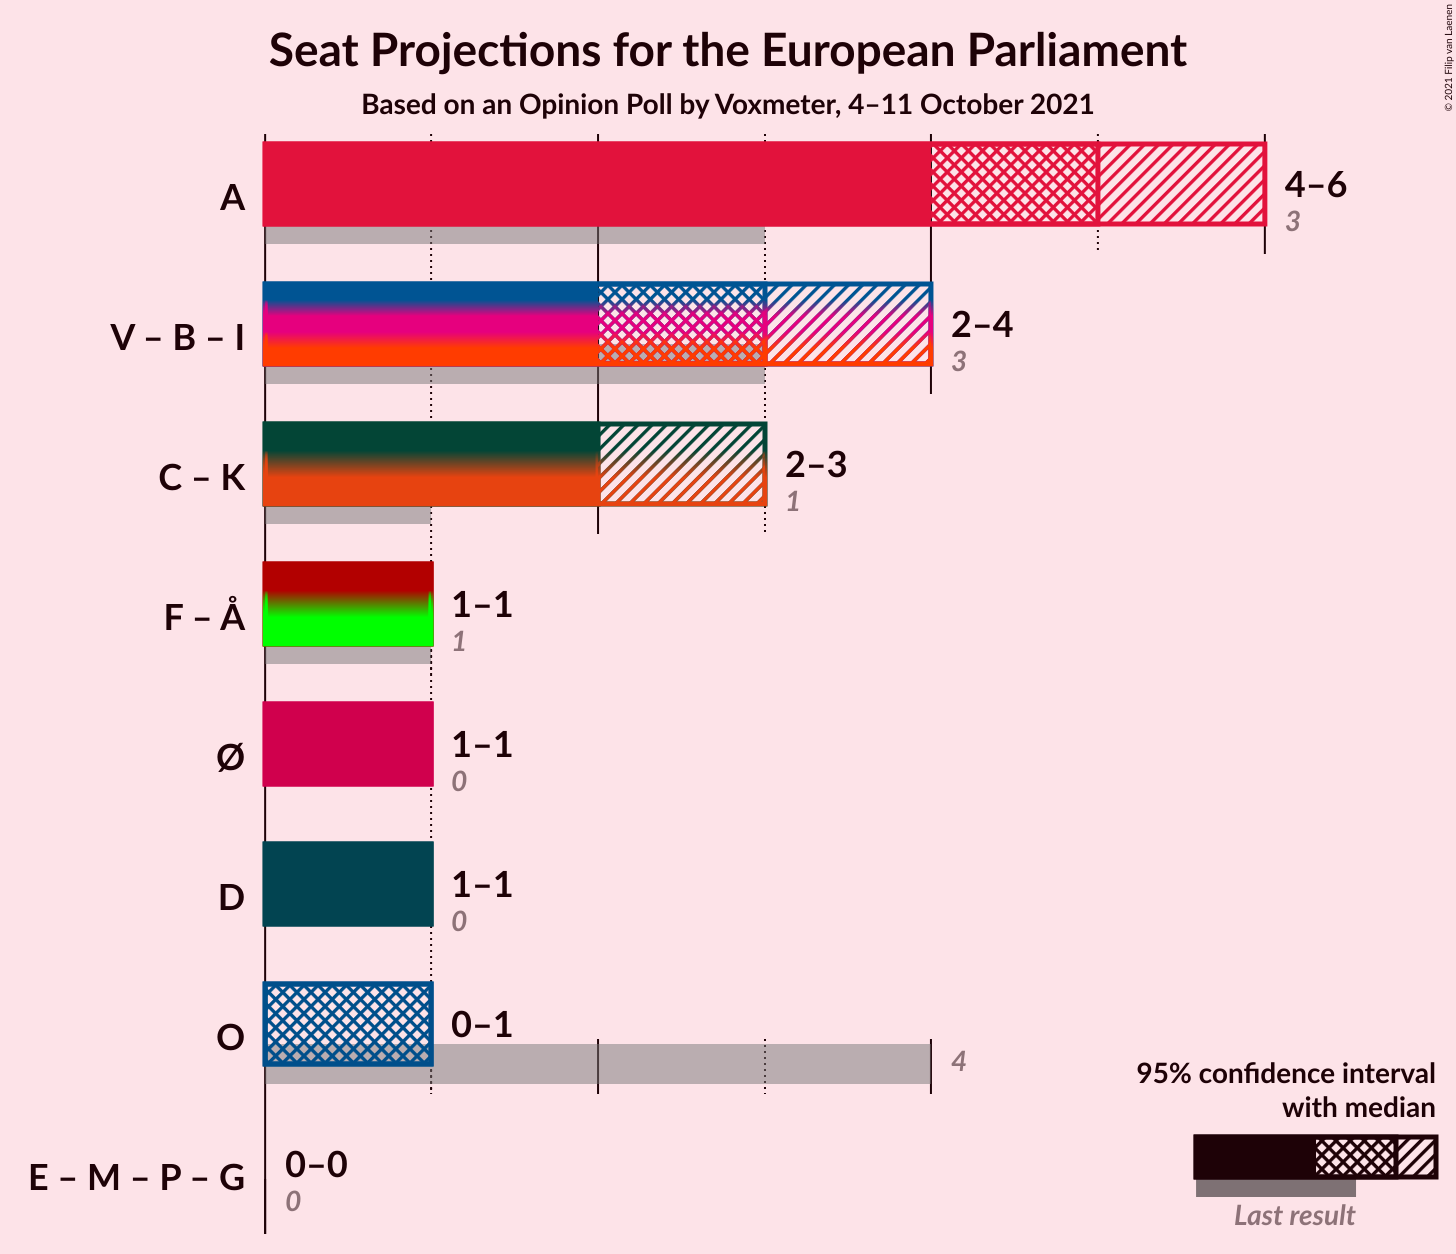 Seat Projections for the European Parliament
Based on an Opinion Poll by Voxmeter, 4–11 October 2021
© 2021 Filip van Laenen
A
4–6
3
V – B – I
2–4
3
C – K
2–3
1
F – Å
1–1
1
Ø
1–1
0
D
1–1
0
O
0–1
4
E – M – P – G
0–0
0
95% confidence interval
with median
Last result